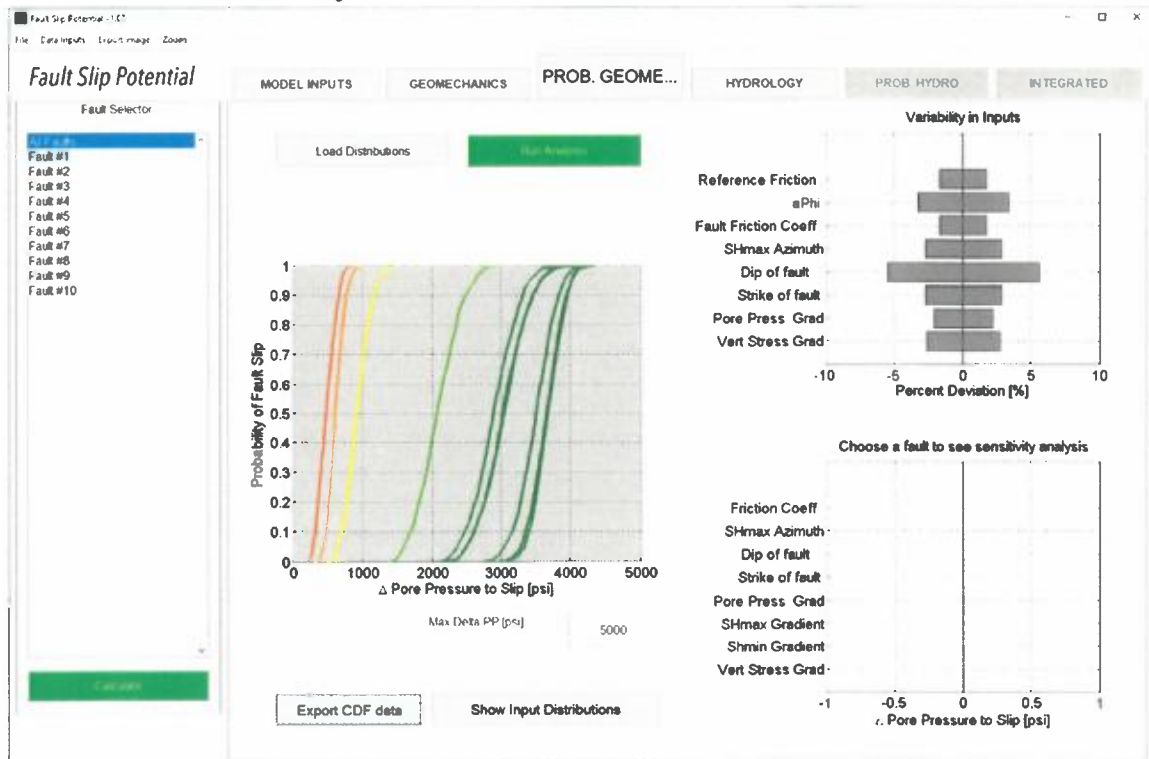 Fault Slip Potential - 1.07
File Data Inputs Export Image Zoom
Fault Slip Potential
MODEL INPUTS
GEOMECHANICS
PROB. GEOME...
HYDROLOGY
PROB. HYDRO
INTEGRATED
Fault Selector
All Faults
Fault #1
Fault #2
Fault #3
Fault #4
Fault #5
Fault #6
Fault #7
Fault #8
Fault #9
Fault #10
Calculate
Load Distributions
Run Analysis
Probability of Fault Slip
1
0.9
0.8
0.7
0.6
0.5
0.4
0.3
0.2
0.1
0
0 1000 2000 3000 4000 5000
Δ Pore Pressure to Slip [psi]
Max Delta PP [psi]
5000
Export CDF data
Show Input Distributions
Variability in Inputs
Reference Friction
aPhi
Fault Friction Coeff
SHmax Azimuth
Dip of fault
Strike of fault
Pore Press Grad
Vert Stress Grad
-10 -5 0 5 10
Percent Deviation [%]
Choose a fault to see sensitivity analysis
Friction Coeff
SHmax Azimuth
Dip of fault
Strike of fault
Pore Press Grad
SHmax Gradient
Shmin Gradient
Vert Stress Grad
-1 -0.5 0 0.5 1
Pore Pressure to Slip [psi]